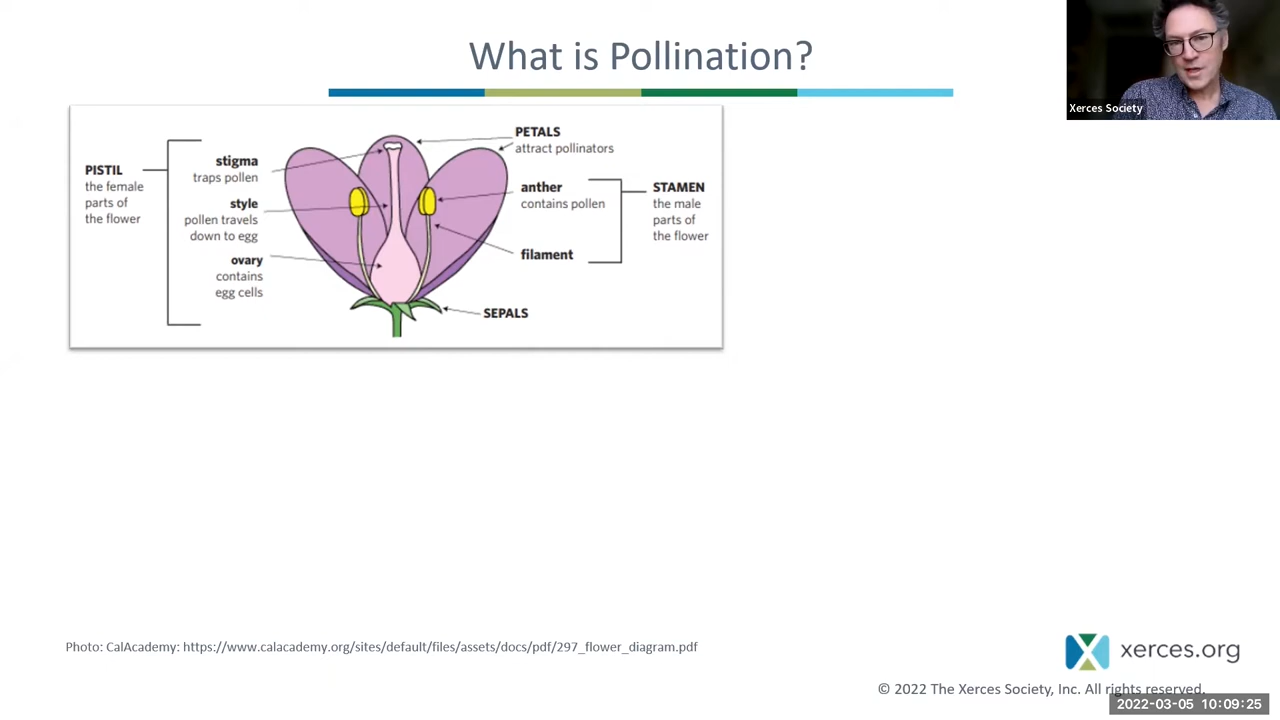 What is Pollination?
Xerces Society
PISTIL
the female
parts of
the flower
stigma
traps pollen
style
pollen travels
down to egg
ovary
contains
egg cells
PETALS
attract pollinators
anther
contains pollen
filament
STAMEN
the male
parts of
the flower
SEPALS
Photo: CalAcademy: https://www.calacademy.org/sites/default/files/assets/docs/pdf/297_flower_diagram.pdf
xerces.org
© 2022 The Xerces Society, Inc. All rights reserved.
2022-03-05 10:09:25